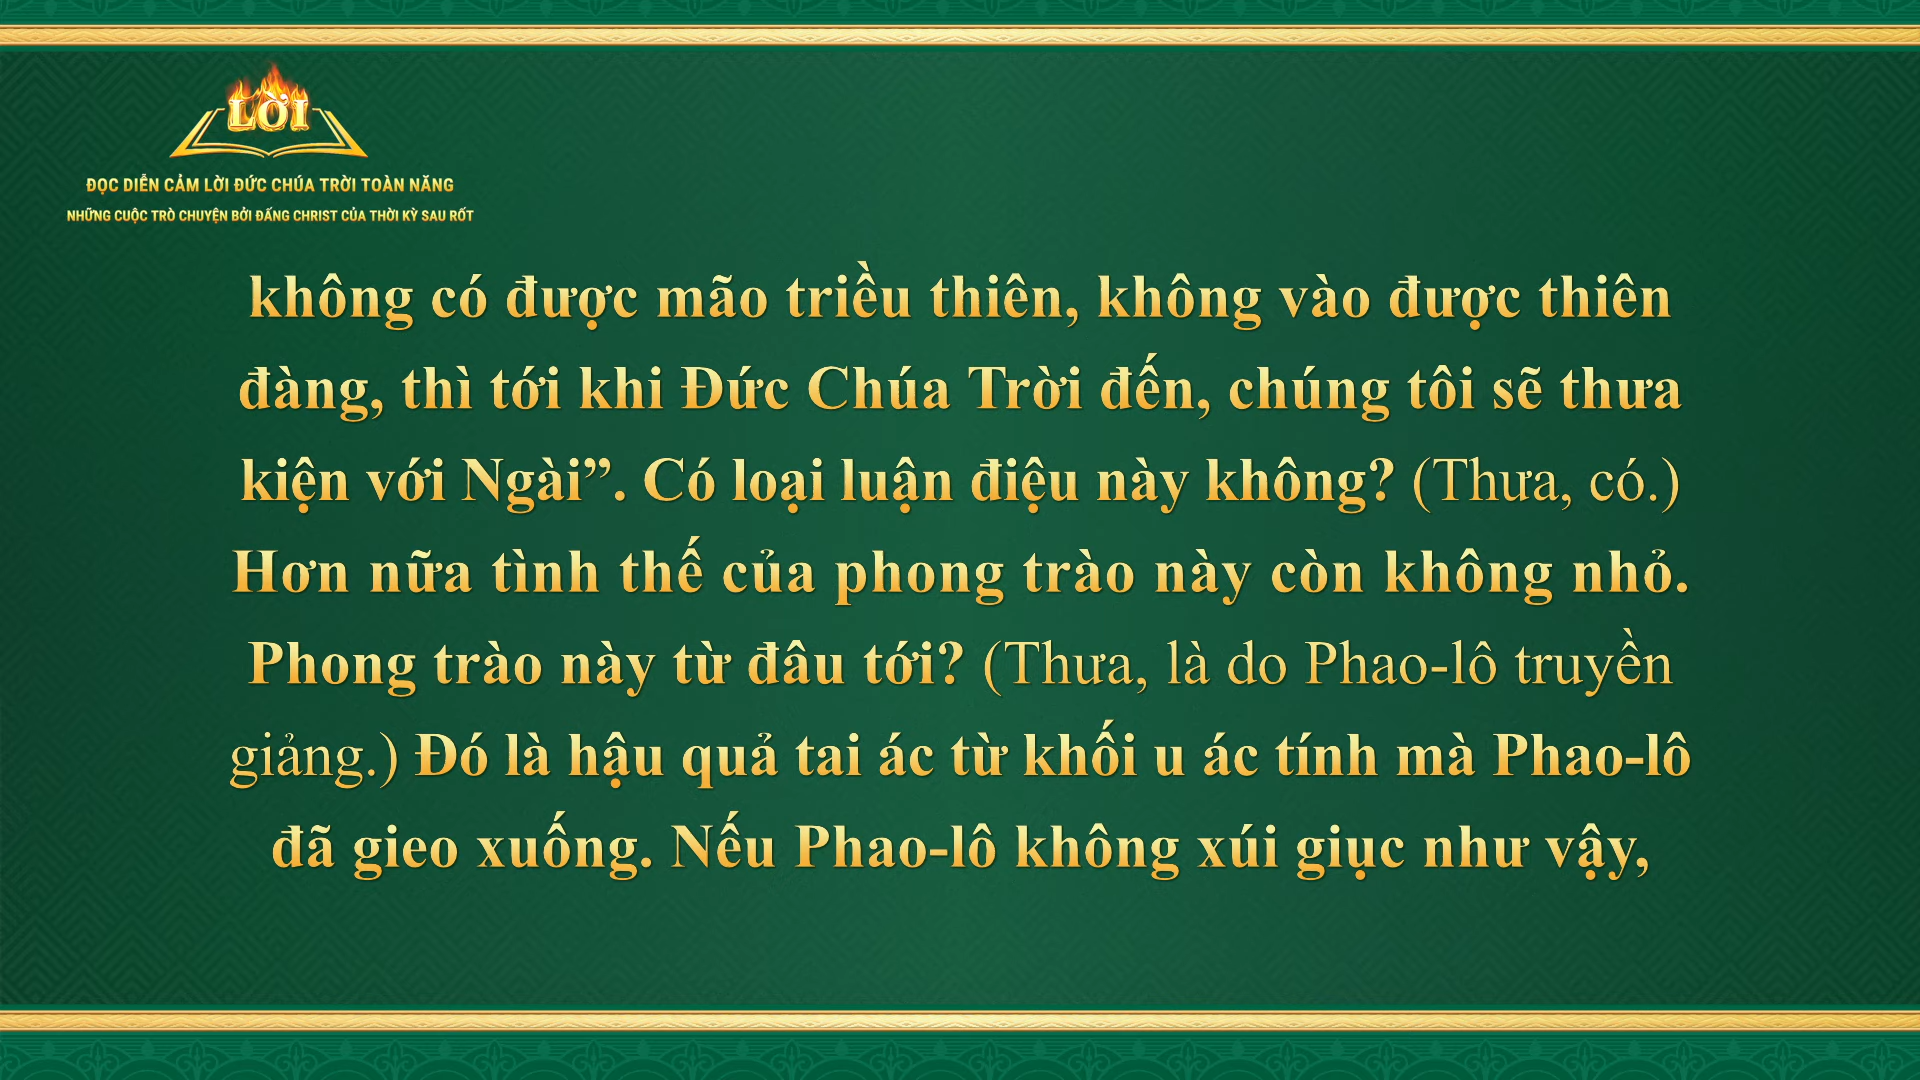 LỜI
ĐỌC DIỄN CẢM LỜI ĐỨC CHÚA TRỜI TOÀN NĂNG
NHỮNG CUỘC TRÒ CHUYỆN BỞI ĐẤNG CHRIST CỦA THỜI KỲ SAU RỐT
không có được mão triều thiên, không vào được thiên
đàng, thì tới khi Đức Chúa Trời đến, chúng tôi sẽ thưa
kiện với Ngài”. Có loại luận điệu này không? (Thưa, có.)
Hơn nữa tình thế của phong trào này còn không nhỏ.
Phong trào này từ đâu tới? (Thưa, là do Phao-lô truyền
giảng.) Đó là hậu quả tai ác từ khối u ác tính mà Phao-lô
đã gieo xuống. Nếu Phao-lô không xúi giục như vậy,